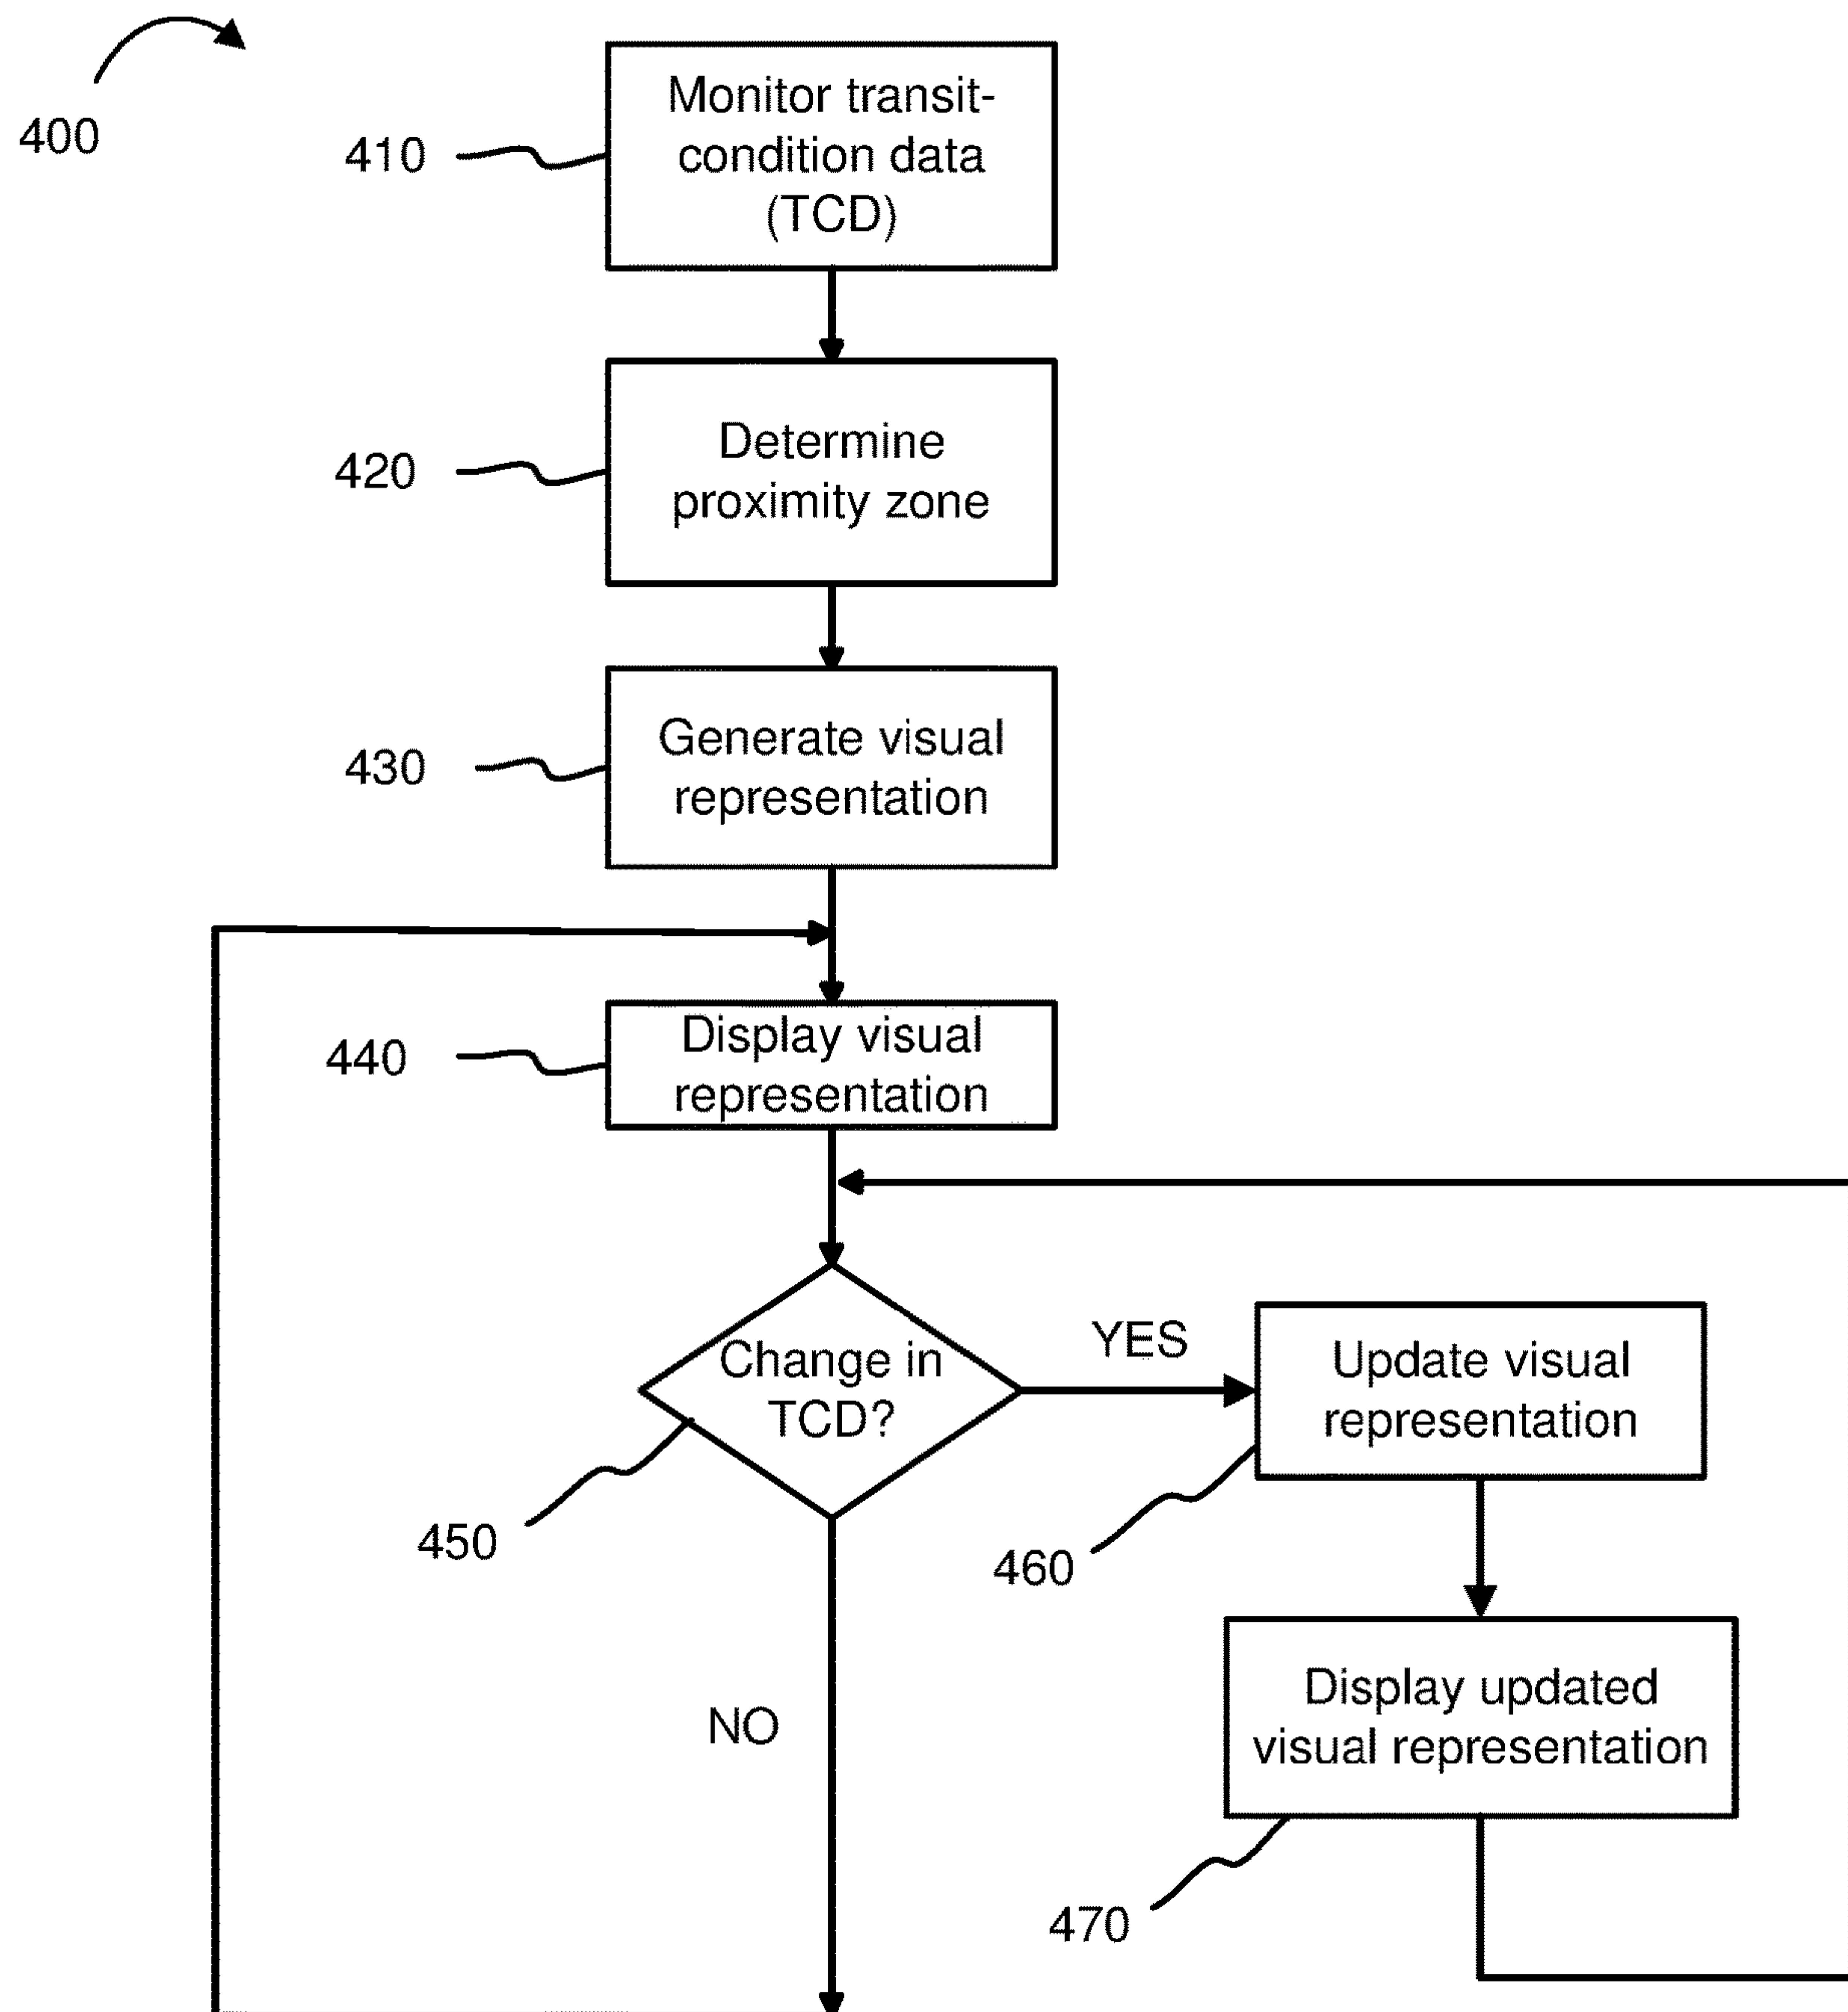 400
410
Monitor transit-
condition data
(TCD)
420
Determine
proximity zone
430
Generate visual
representation
440
Display visual
representation
450
Change in
TCD?
YES
NO
460
Update visual
representation
470
Display updated
visual representation